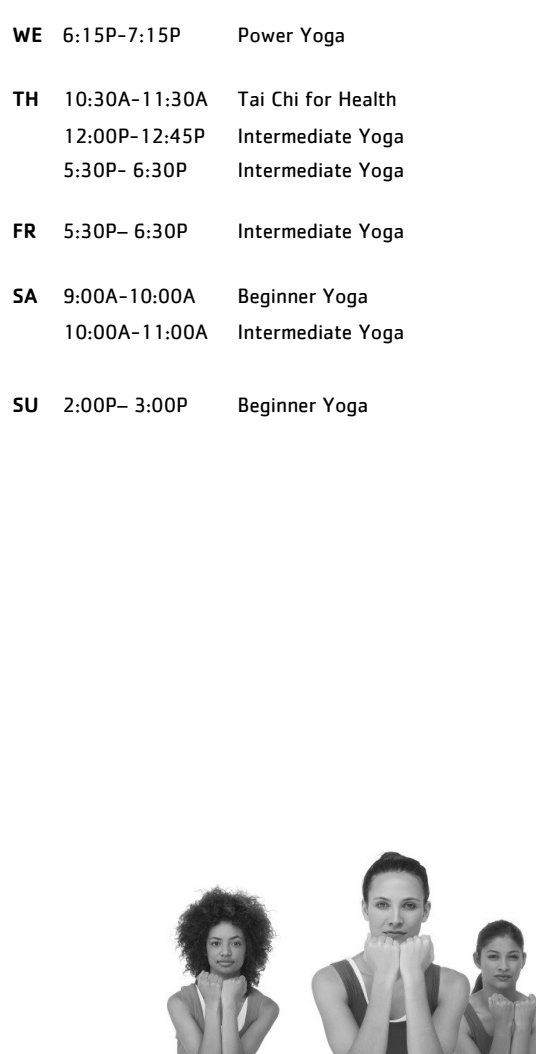 WE 6:15P-7:15P Power Yoga
TH 10:30A-11:30A Tai Chi for Health
12:00P-12:45P Intermediate Yoga
5:30P- 6:30P Intermediate Yoga
FR 5:30P– 6:30P Intermediate Yoga
SA 9:00A-10:00A Beginner Yoga
10:00A-11:00A Intermediate Yoga
SU 2:00P– 3:00P Beginner Yoga